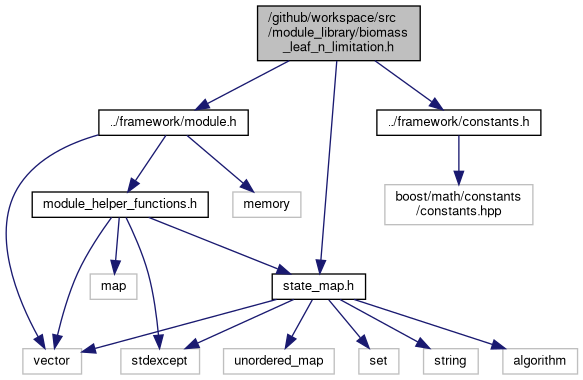 /github/workspace/src
/module_library/biomass
_leaf_n_limitation.h
../framework/module.h
../framework/constants.h
module_helper_functions.h
memory
boost/math/constants
/constants.hpp
map
state_map.h
vector
stdexcept
unordered_map
set
string
algorithm